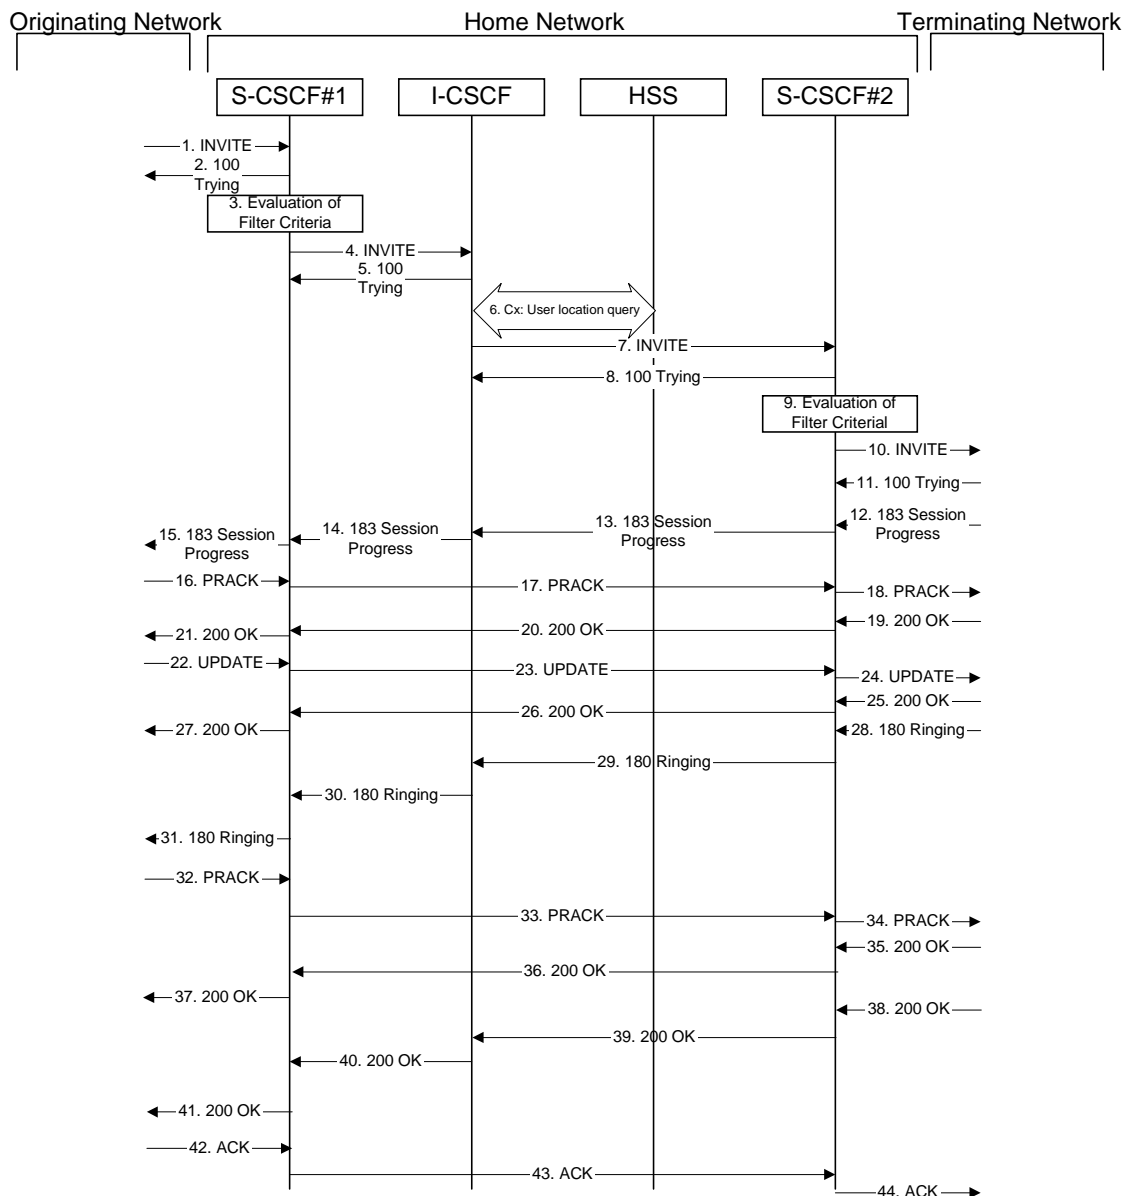 Originating Network
Home Network
Terminating Network
S-CSCF#1
I-CSCF
HSS
S-CSCF#2
1. INVITE
2. 100
Trying
3. Evaluation of
Filter Criteria
4. INVITE
5. 100
Trying
6. Cx: User location query
7. INVITE
8. 100 Trying
9. Evaluation of
Filter Criterial
10. INVITE
11. 100 Trying
12. 183 Session
Progress
13. 183 Session
Progress
14. 183 Session
Progress
15. 183 Session
Progress
16. PRACK
17. PRACK
18. PRACK
19. 200 OK
20. 200 OK
21. 200 OK
22. UPDATE
23. UPDATE
24. UPDATE
25. 200 OK
26. 200 OK
27. 200 OK
28. 180 Ringing
29. 180 Ringing
30. 180 Ringing
31. 180 Ringing
32. PRACK
33. PRACK
34. PRACK
35. 200 OK
36. 200 OK
37. 200 OK
38. 200 OK
39. 200 OK
40. 200 OK
41. 200 OK
42. ACK
43. ACK
44. ACK